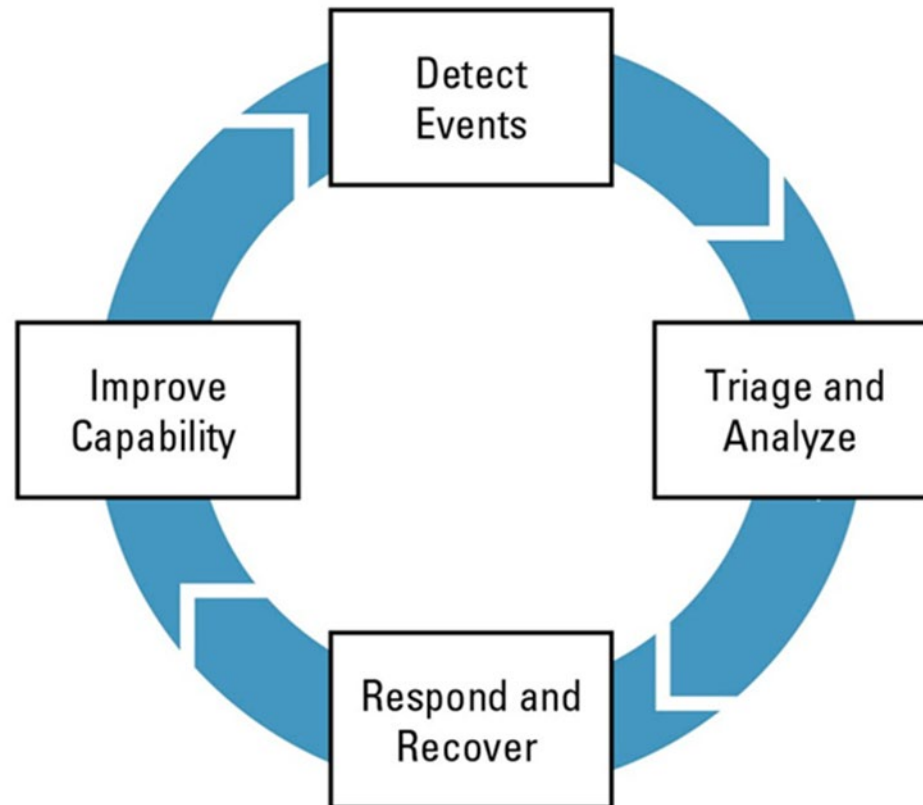 Detect
Events
Triage and
Analyze
Respond and
Recover
Improve
Capability